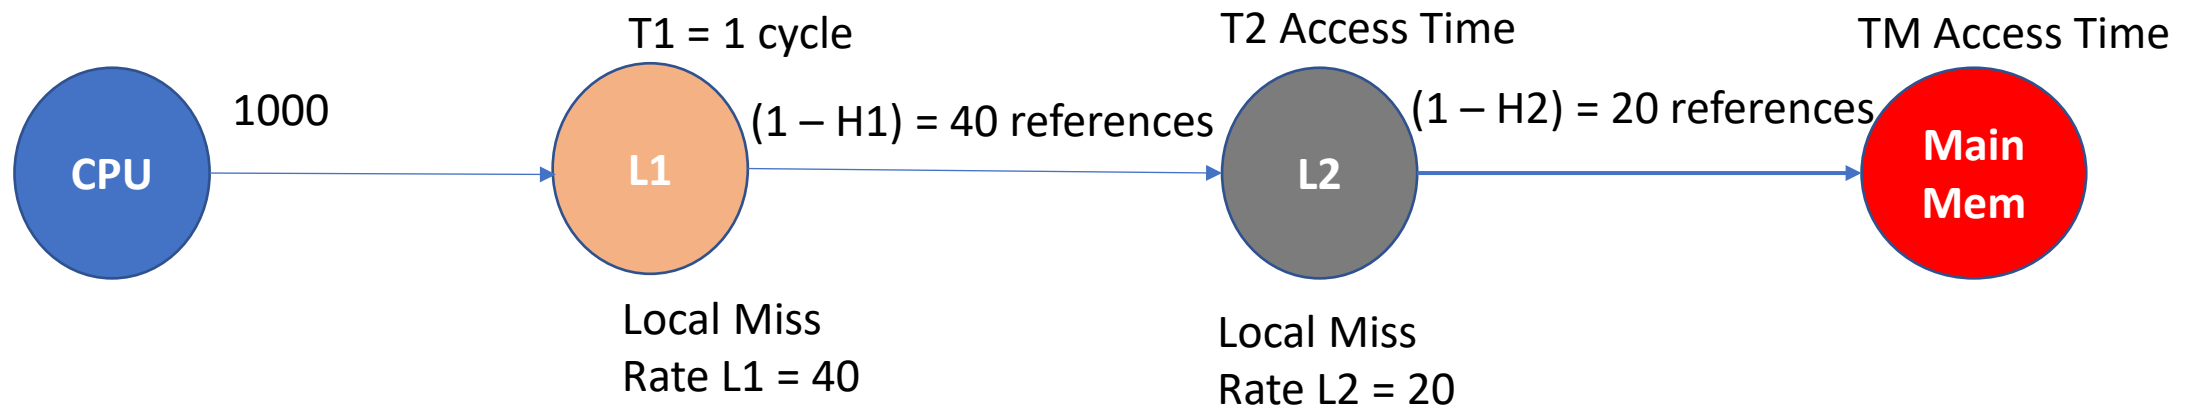 T1 = 1 cycle
T2 Access Time
TM Access Time
1000
(1 – H1) = 40 references
(1 – H2) = 20 references
CPU
L1
L2
Main
Mem
Local Miss
Rate L1 = 40
Local Miss
Rate L2 = 20